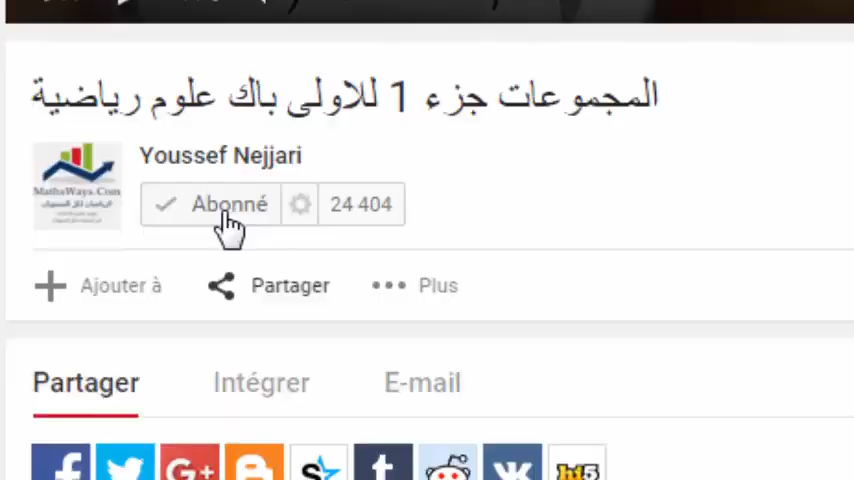 المجموعات جزء 1 للاولى باك علوم رياضية
Youssef Nejjari
MathsWays.Com
Abonné 24 404
Ajouter à Partager Plus
Partager Intégrer E-mail
G+
hi5